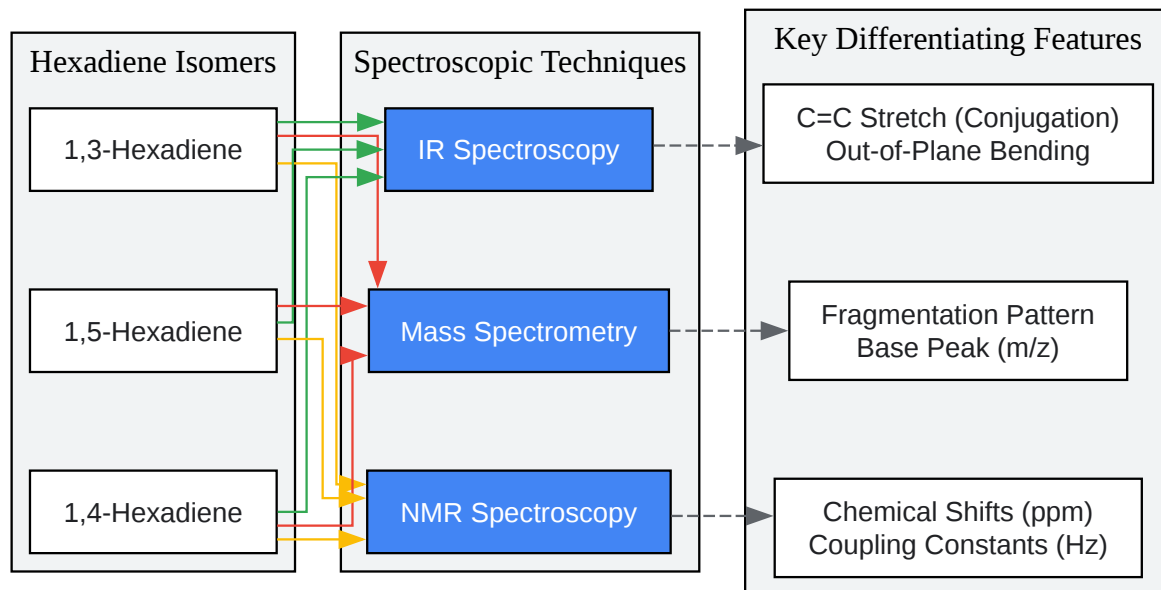 Hexadiene Isomers
1,3-Hexadiene
1,5-Hexadiene
1,4-Hexadiene
Spectroscopic Techniques
IR Spectroscopy
Mass Spectrometry
NMR Spectroscopy
Key Differentiating Features
C=C Stretch (Conjugation)
Out-of-Plane Bending
Fragmentation Pattern
Base Peak (m/z)
Chemical Shifts (ppm)
Coupling Constants (Hz)